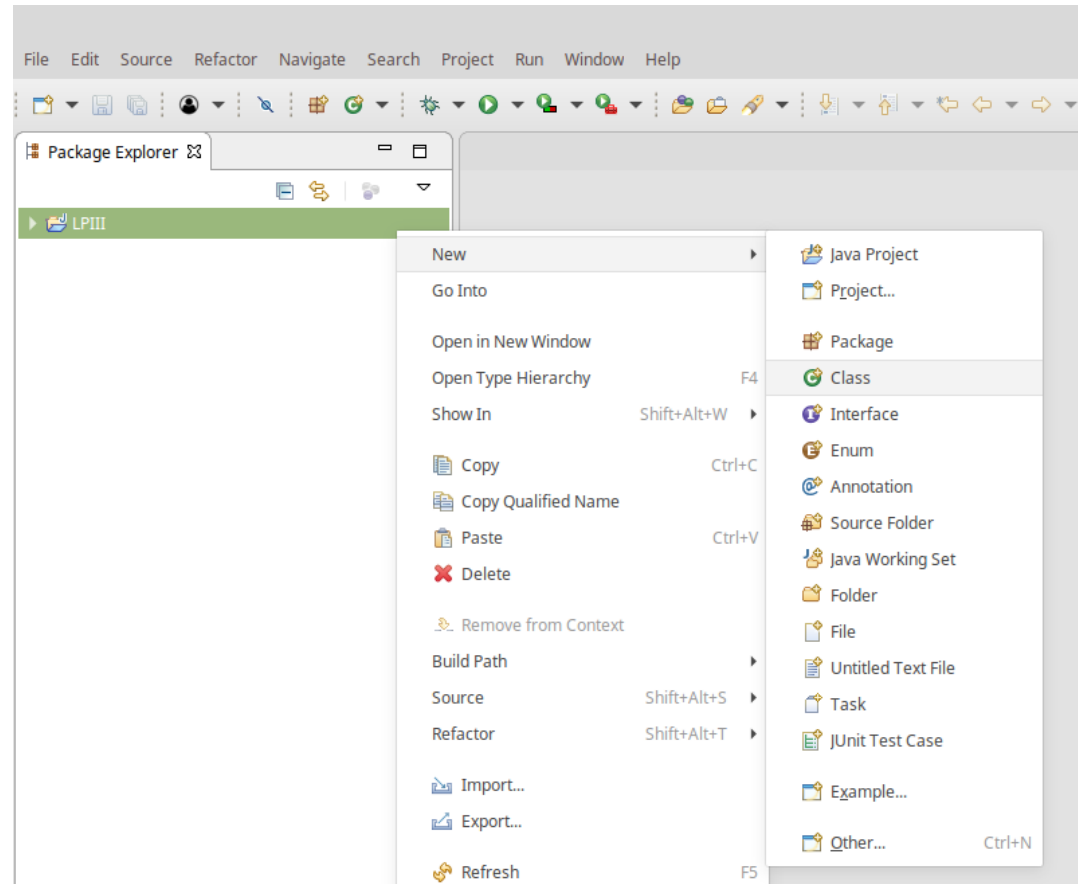 File Edit Source Refactor Navigate Search Project Run Window Help
Package Explorer
LPIII
New
Go Into
Open in New Window
Open Type Hierarchy F4
Show In Shift+Alt+W
Copy Ctrl+C
Copy Qualified Name
Paste Ctrl+V
Delete
Remove from Context
Build Path
Source Shift+Alt+S
Refactor Shift+Alt+T
Import...
Export...
Refresh F5
Java Project
Project...
Package
Class
Interface
Enum
Annotation
Source Folder
Java Working Set
Folder
File
Untitled Text File
Task
JUnit Test Case
Example...
Other... Ctrl+N